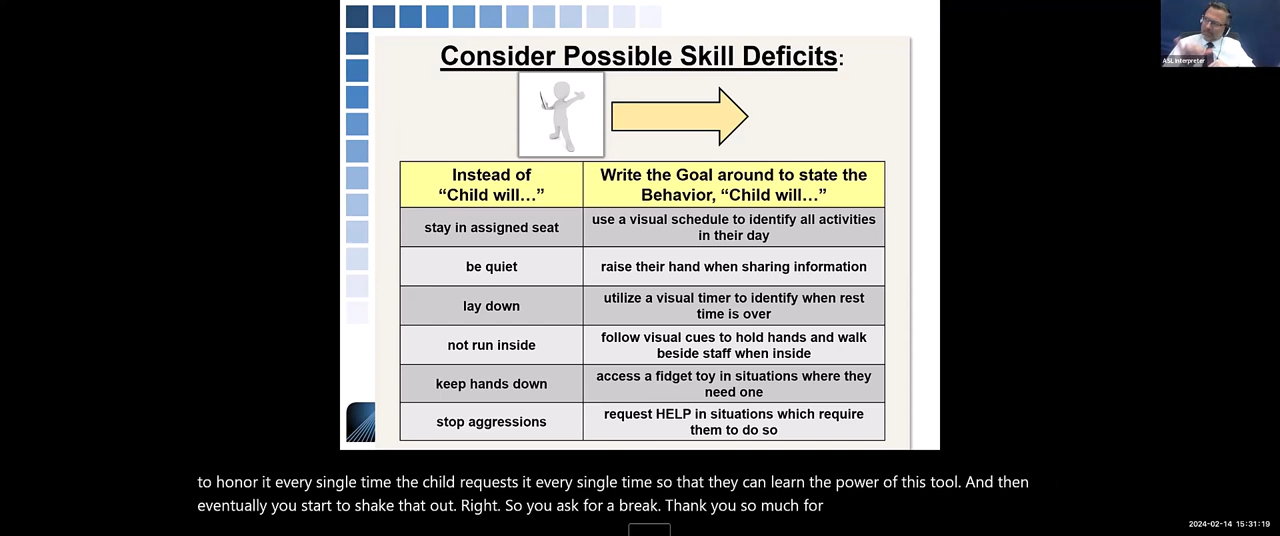 Consider Possible Skill Deficits:
Instead of
“Child will…”
Write the Goal around to state the
Behavior, “Child will…”
stay in assigned seat
use a visual schedule to identify all activities
in their day
be quiet
raise their hand when sharing information
lay down
utilize a visual timer to identify when rest
time is over
not run inside
follow visual cues to hold hands and walk
beside staff when inside
keep hands down
access a fidget toy in situations where they
need one
stop aggressions
request HELP in situations which require
them to do so
ASL Interpreter
to honor it every single time the child requests it every single time so that they can learn the power of this tool. And then
eventually you start to shake that out. Right. So you ask for a break. Thank you so much for
2024-02-14 15:31:19